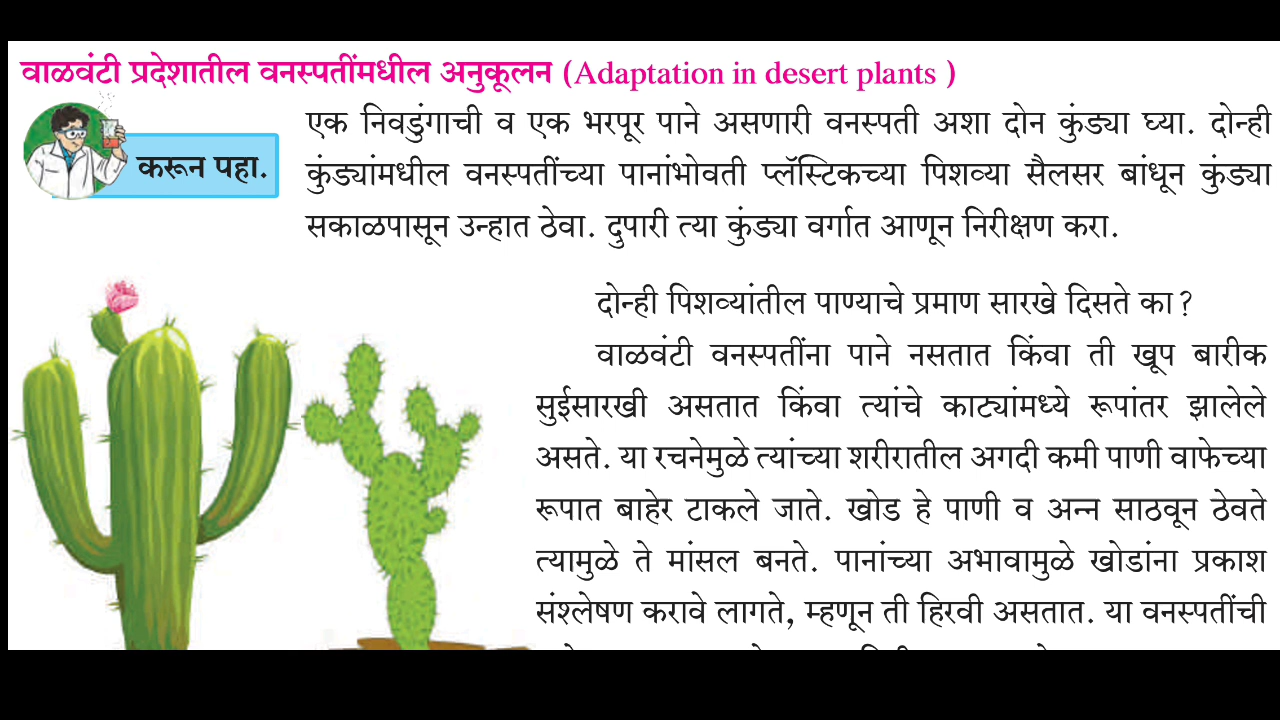 वाळवंटी प्रदेशातील वनस्पतींमधील अनुकूलन (Adaptation in desert plants )
करून पहा.
एक निवडुंगाची व एक भरपूर पाने असणारी वनस्पती अशा दोन कुंड्या घ्या. दोन्ही
कुंड्यांमधील वनस्पतींच्या पानांभोवती प्लॅस्टिकच्या पिशव्या सैलसर बांधून कुंड्या
सकाळपासून उन्हात ठेवा. दुपारी त्या कुंड्या वर्गात आणून निरीक्षण करा.
दोन्ही पिशव्यांतील पाण्याचे प्रमाण सारखे दिसते का?
वाळवंटी वनस्पतींना पाने नसतात किंवा ती खूप बारीक
सुईसारखी असतात किंवा त्यांचे काट्यांमध्ये रूपांतर झालेले
असते. या रचनेमुळे त्यांच्या शरीरातील अगदी कमी पाणी वाफेच्या
रूपात बाहेर टाकले जाते. खोड हे पाणी व अन्न साठवून ठेवते
त्यामुळे ते मांसल बनते. पानांच्या अभावामुळे खोडांना प्रकाश
संश्लेषण करावे लागते, म्हणून ती हिरवी असतात. या वनस्पतींची